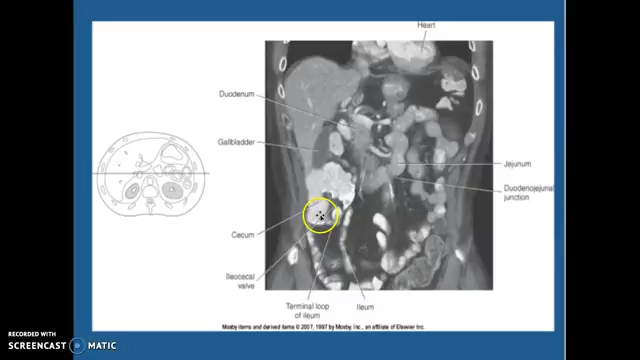 Heart
Duodenum
Gallbladder
Jejunum
Duodenojejunal
junction
Cecum
Ileocecal
valve
Terminal loop
of ileum
Ileum
Mosby items and derived items © 2007, 1997 by Mosby, Inc., an affiliate of Elsevier Inc.
RECORDED WITH
SCREENCAST MATIC